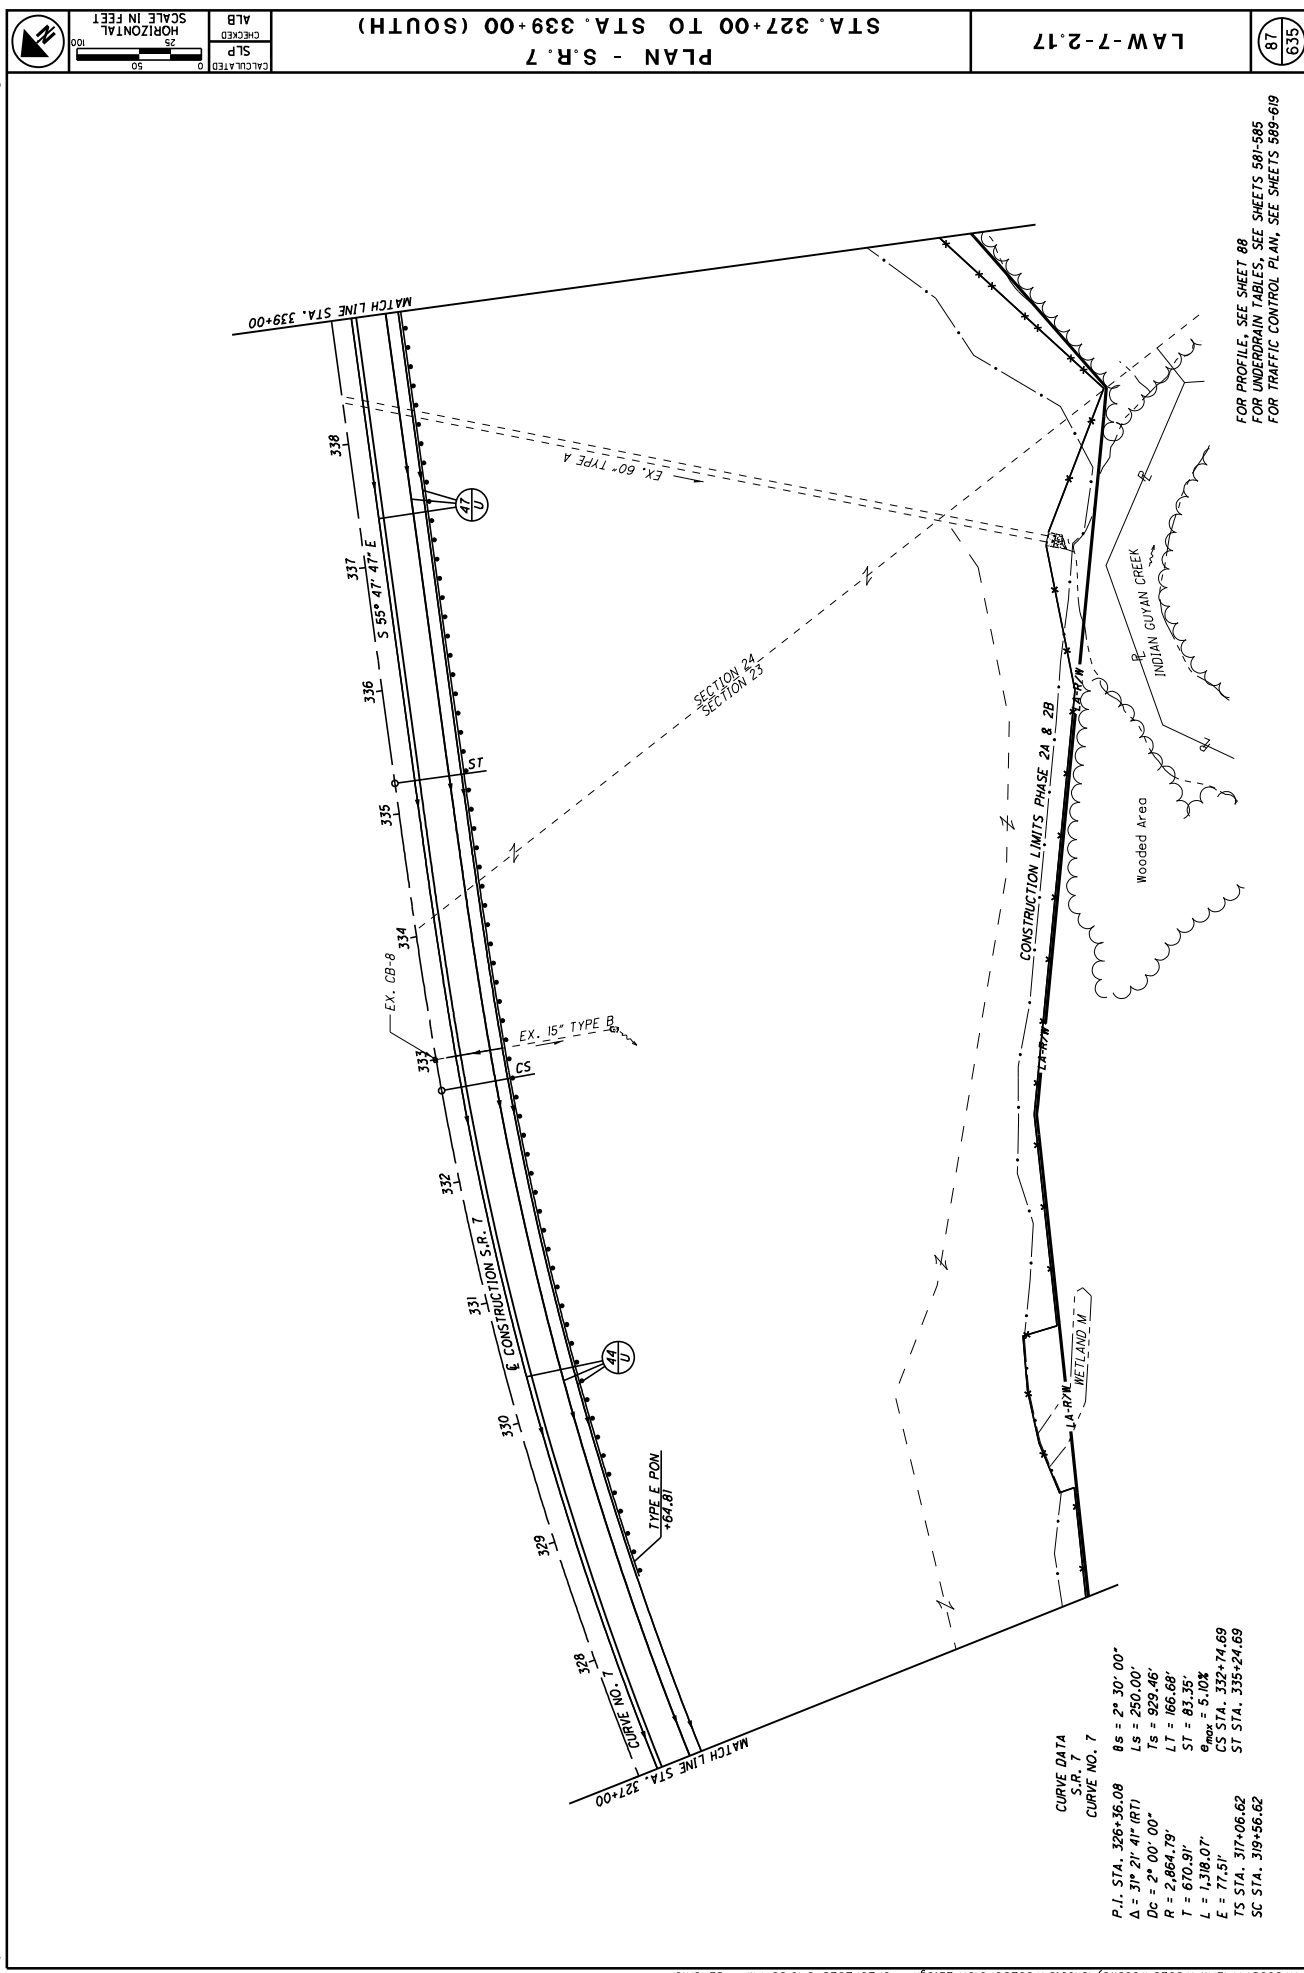 CALCULATED
SLP
CHECKED
ALB
HORIZONTAL
SCALE IN FEET
0
25
50
100
PLAN - S.R. 7
STA. 327+00 TO STA. 339+00 (SOUTH)
LAW-7-2.17
87
635
FOR PROFILE, SEE SHEET 88
FOR UNDERDRAIN TABLES, SEE SHEETS 581-585
FOR TRAFFIC CONTROL PLAN, SEE SHEETS 589-619
MATCH LINE STA. 339+00
338
337
336
335
334
333
332
331
330
329
328
S 55° 47' 47" E
47
U
EX. 60" TYPE A
SECTION 24
SECTION 23
ST
EX. CB-8
EX. 15" TYPE B
CS
℄ CONSTRUCTION S.R. 7
44
U
TYPE E PON
+64.81
CURVE NO. 7
MATCH LINE STA. 327+00
CONSTRUCTION LIMITS PHASE 2A & 2B
LA-R/W
LA-R/W
LA-R/W
INDIAN GUYAN CREEK
Wooded Area
WETLAND M
CURVE DATA
S.R. 7
CURVE NO. 7
P.I. STA. 326+36.08
Δ = 31° 21' 41" (RT)
Dc = 2° 00' 00"
R = 2,864.79'
T = 670.91'
L = 1,318.07'
E = 77.51'
TS STA. 317+06.62
SC STA. 319+56.62
θs = 2° 30' 00"
Ls = 250.00'
Ts = 929.46'
LT = 166.68'
ST = 83.35'
emax = 5.10%
CS STA. 332+74.69
ST STA. 335+24.69